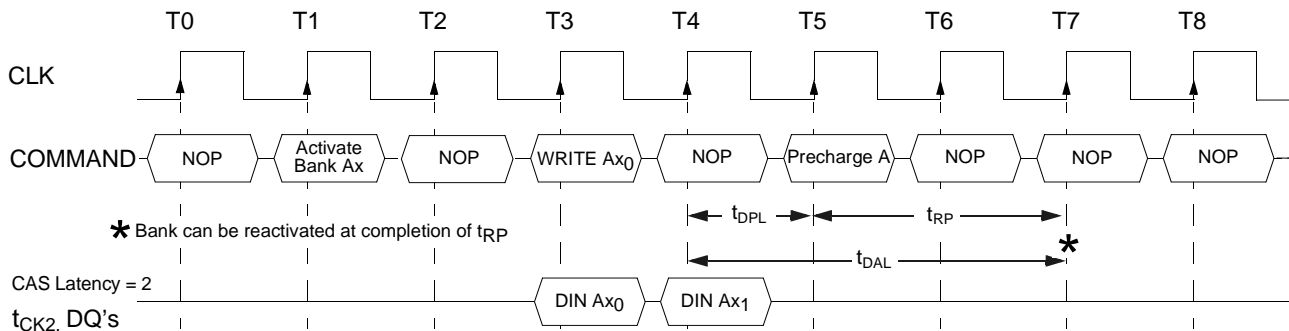 T0 T1 T2 T3 T4 T5 T6 T7 T8
CLK
COMMAND NOP Activate Bank Ax NOP WRITE Ax0 NOP Precharge A NOP NOP NOP
tDPL tRP
* Bank can be reactivated at completion of tRP
*
tDAL
CAS Latency = 2
DIN Ax0 DIN Ax1
tCK2, DQ's